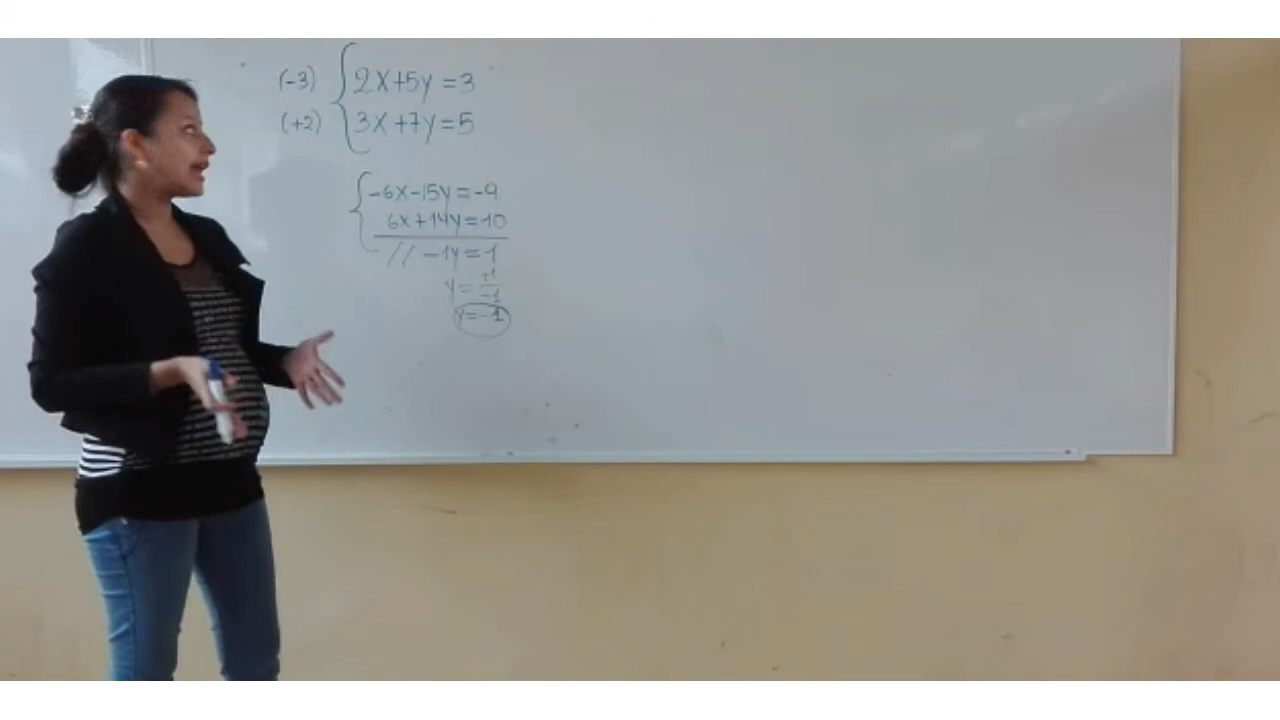 (-3) 2x+5y=3
(+2) 3x+7y=5
-6x-15y=-9
6x+14y=10
// -1y=1
y=+1/-1
y=-1